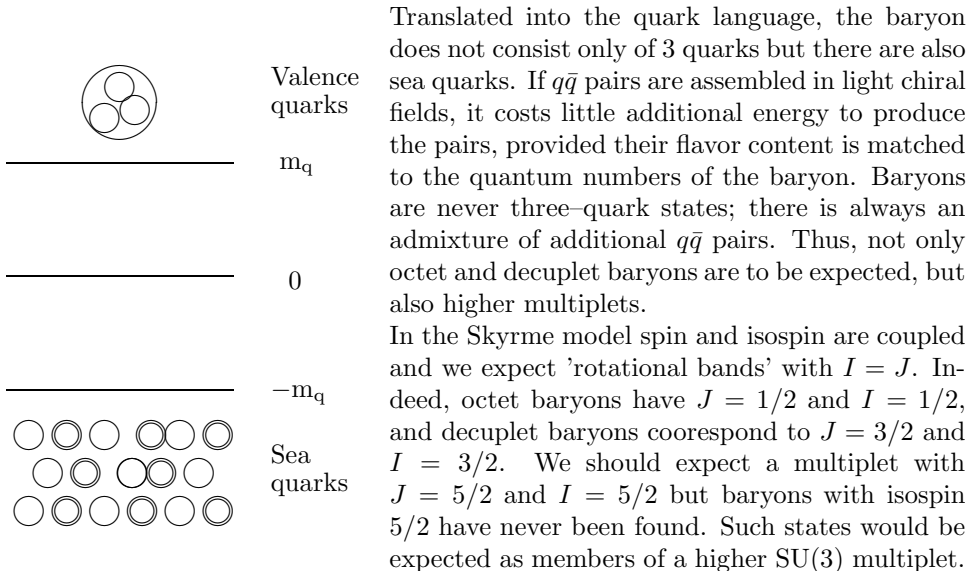 Valence
quarks
m_q
0
−m_q
Sea
quarks
Translated into the quark language, the baryon
does not consist only of 3 quarks but there are also
sea quarks. If qq̄ pairs are assembled in light chiral
fields, it costs little additional energy to produce
the pairs, provided their flavor content is matched
to the quantum numbers of the baryon. Baryons
are never three–quark states; there is always an
admixture of additional qq̄ pairs. Thus, not only
octet and decuplet baryons are to be expected, but
also higher multiplets.
In the Skyrme model spin and isospin are coupled
and we expect 'rotational bands' with I = J. In-
deed, octet baryons have J = 1/2 and I = 1/2,
and decuplet baryons coorespond to J = 3/2 and
I = 3/2. We should expect a multiplet with
J = 5/2 and I = 5/2 but baryons with isospin
5/2 have never been found. Such states would be
expected as members of a higher SU(3) multiplet.